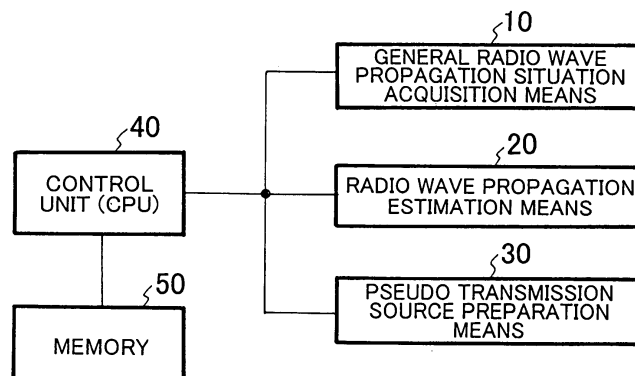 10
GENERAL RADIO WAVE
PROPAGATION SITUATION
ACQUISITION MEANS
40
CONTROL
UNIT (CPU)
20
RADIO WAVE PROPAGATION
ESTIMATION MEANS
30
PSEUDO TRANSMISSION
SOURCE PREPARATION
MEANS
50
MEMORY